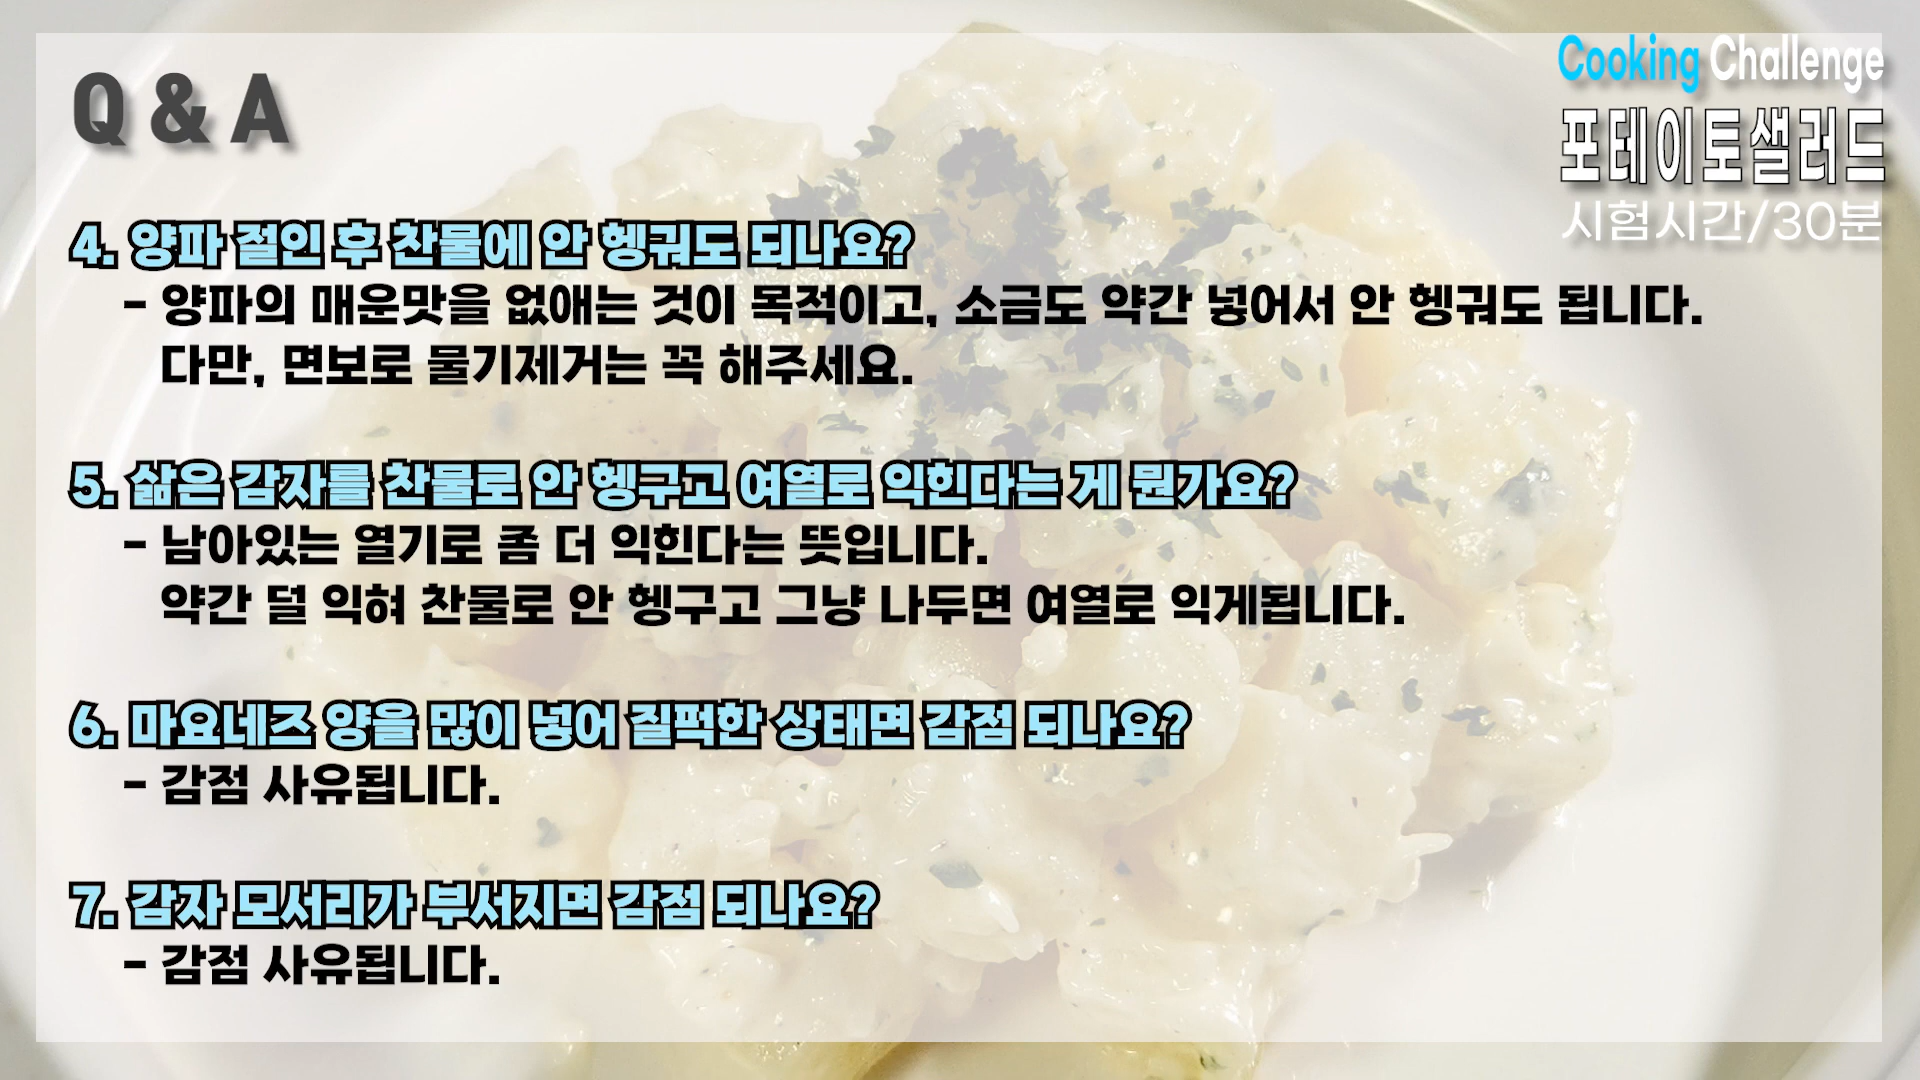 Q & A
Cooking Challenge
포테이토샐러드
시험시간/30분
4. 양파 절인 후 찬물에 안 헹궈도 되나요?
- 양파의 매운맛을 없애는 것이 목적이고, 소금도 약간 넣어서 안 헹궈도 됩니다.
다만, 면보로 물기제거는 꼭 해주세요.
5. 삶은 감자를 찬물로 안 헹구고 여열로 익힌다는 게 뭔가요?
- 남아있는 열기로 좀 더 익힌다는 뜻입니다.
약간 덜 익혀 찬물로 안 헹구고 그냥 나두면 여열로 익게됩니다.
6. 마요네즈 양을 많이 넣어 질퍽한 상태면 감점 되나요?
- 감점 사유됩니다.
7. 감자 모서리가 부서지면 감점 되나요?
- 감점 사유됩니다.